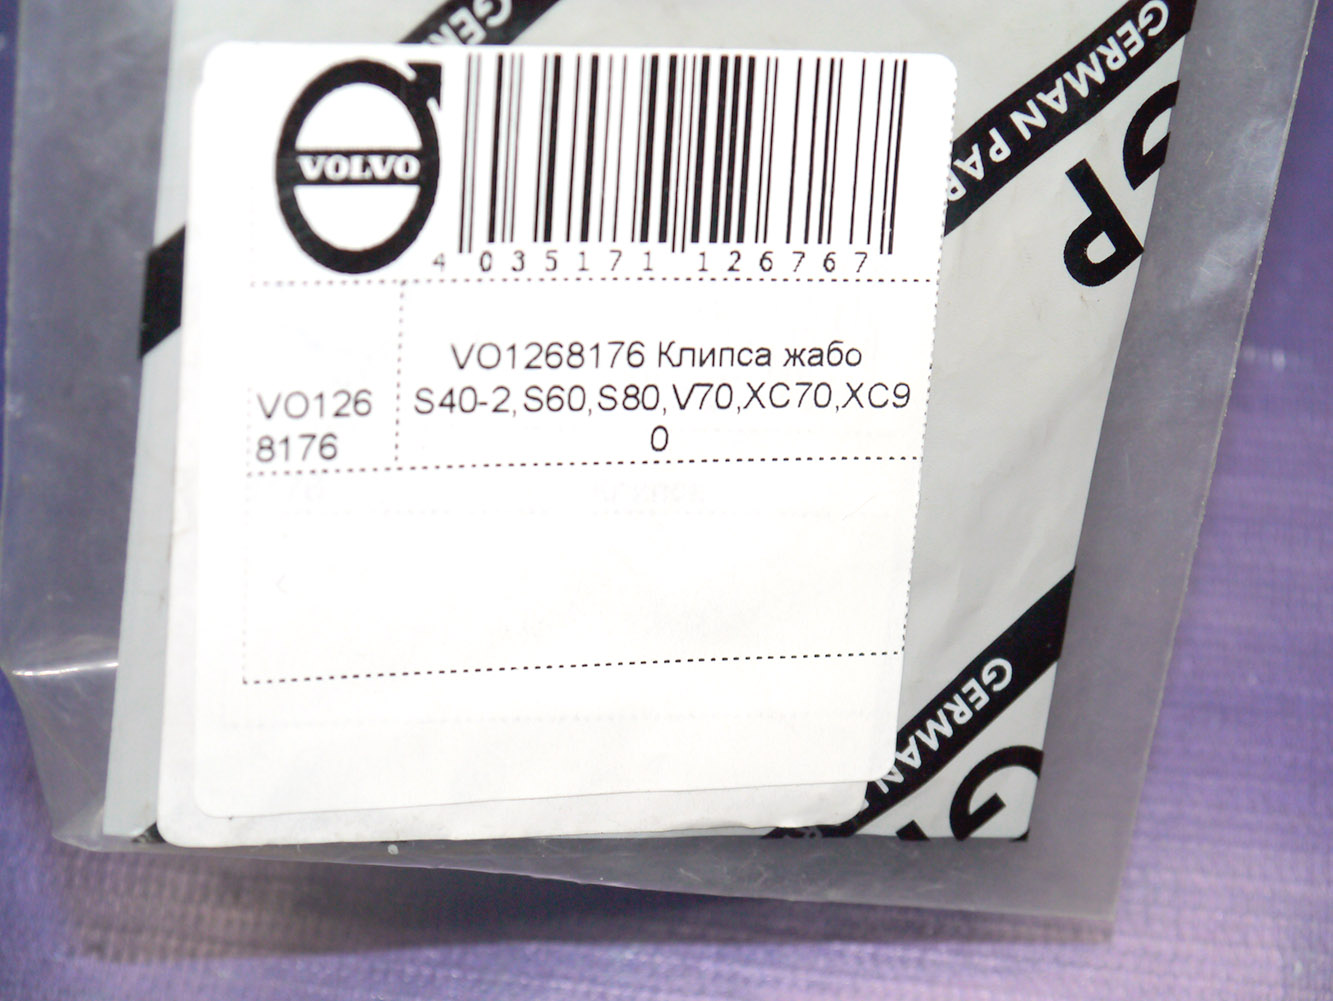 GERMAN
GERMAN PAR
GP
VOLVO
4 035171 126767
VO126
8176
VO1268176 Клипса жабо
S40-2,S60,S80,V70,XC70,XC9
0
GERMAN
G